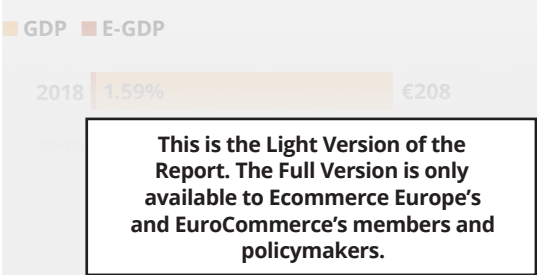 GDP E-GDP
2018 1.59% €208
This is the Light Version of the
Report. The Full Version is only
available to Ecommerce Europe’s
and EuroCommerce’s members and
policymakers.